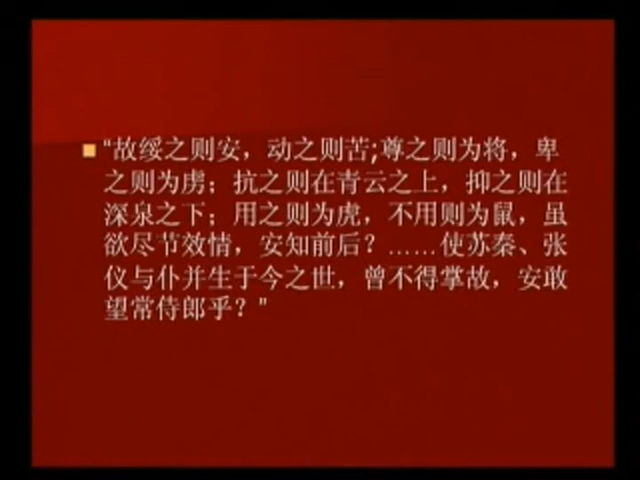 "故绥之则安，动之则苦;尊之则为将，卑
之则为虏；抗之则在青云之上，抑之则在
深泉之下；用之则为虎，不用则为鼠，虽
欲尽节效情，安知前后？……使苏秦、张
仪与仆并生于今之世，曾不得掌故，安敢
望常侍郎乎？"